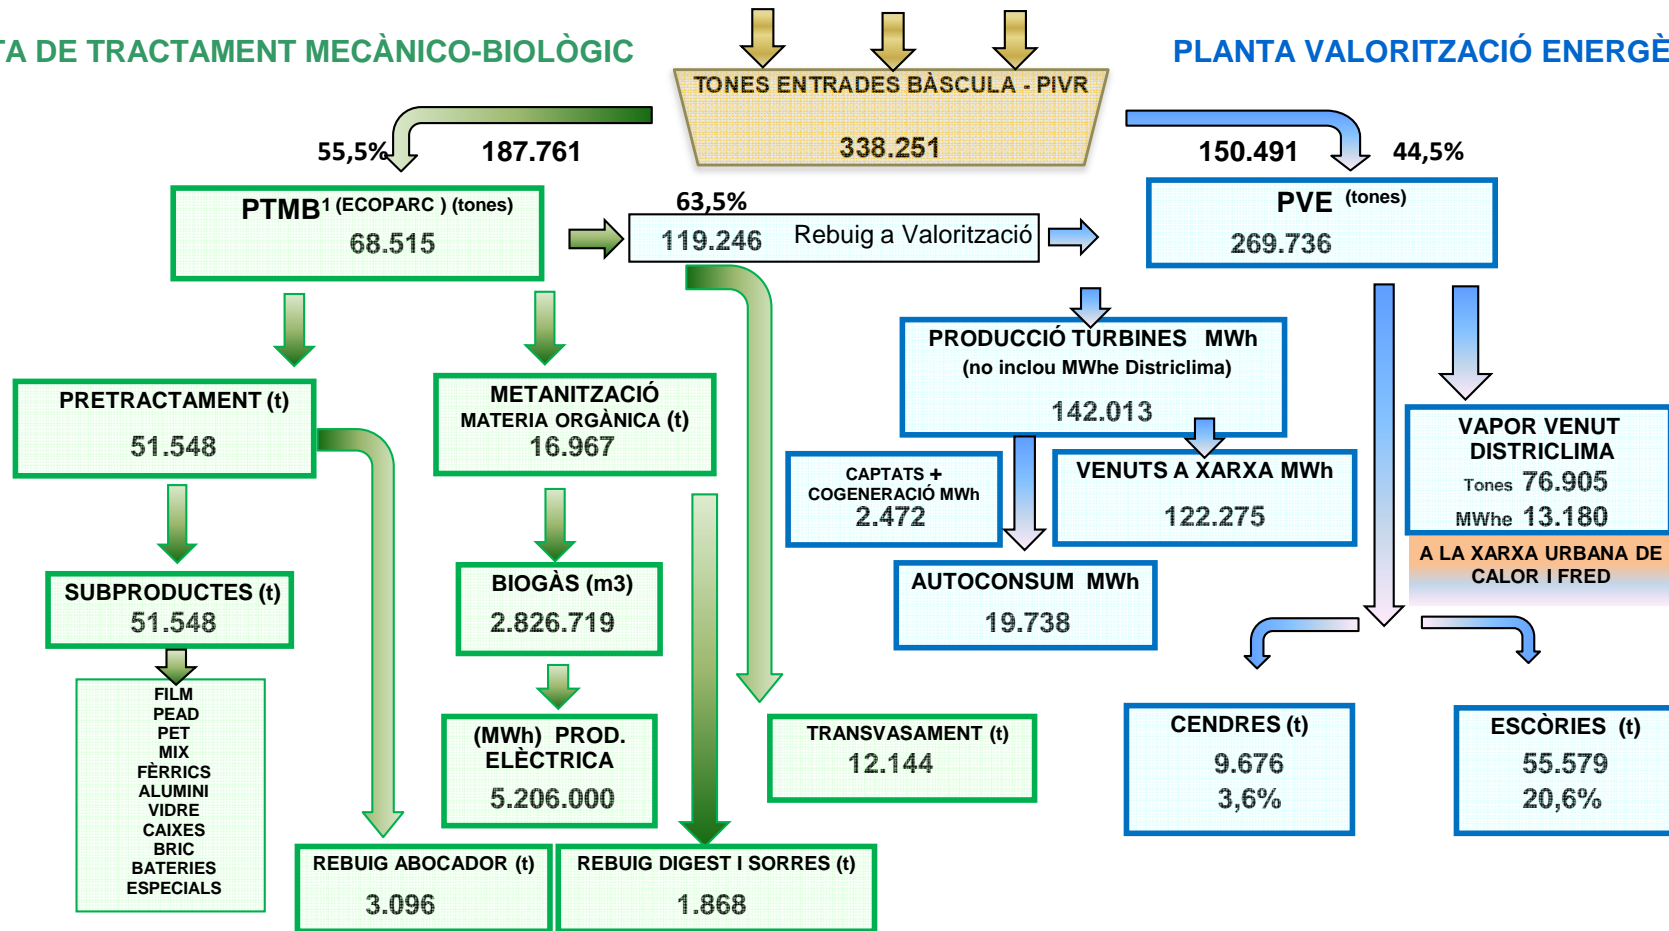 TA DE TRACTAMENT MECÀNICO-BIOLÒGIC
PLANTA VALORITZACIÓ ENERGÈ
TONES ENTRADES BÀSCULA - PIVR
338.251
55,5%
187.761
150.491
44,5%
PTMB¹ (ECOPARC ) (tones)
68.515
63,5%
119.246 Rebuig a Valorització
PVE (tones)
269.736
PRODUCCIÓ TURBINES MWh
(no inclou MWhe Districlima)
142.013
PRETRACTAMENT (t)
51.548
METANITZACIÓ
MATERIA ORGÀNICA (t)
16.967
CAPTATS +
COGENERACIÓ MWh
2.472
VENUTS A XARXA MWh
122.275
VAPOR VENUT
DISTRICLIMA
Tones 76.905
MWhe 13.180
A LA XARXA URBANA DE
CALOR I FRED
SUBPRODUCTES (t)
51.548
BIOGÀS (m3)
2.826.719
AUTOCONSUM MWh
19.738
FILM
PEAD
PET
MIX
FÈRRICS
ALUMINI
VIDRE
CAIXES
BRIC
BATERIES
ESPECIALS
(MWh) PROD.
ELÈCTRICA
5.206.000
TRANSVASAMENT (t)
12.144
CENDRES (t)
9.676
3,6%
ESCÒRIES (t)
55.579
20,6%
REBUIG ABOCADOR (t)
3.096
REBUIG DIGEST I SORRES (t)
1.868